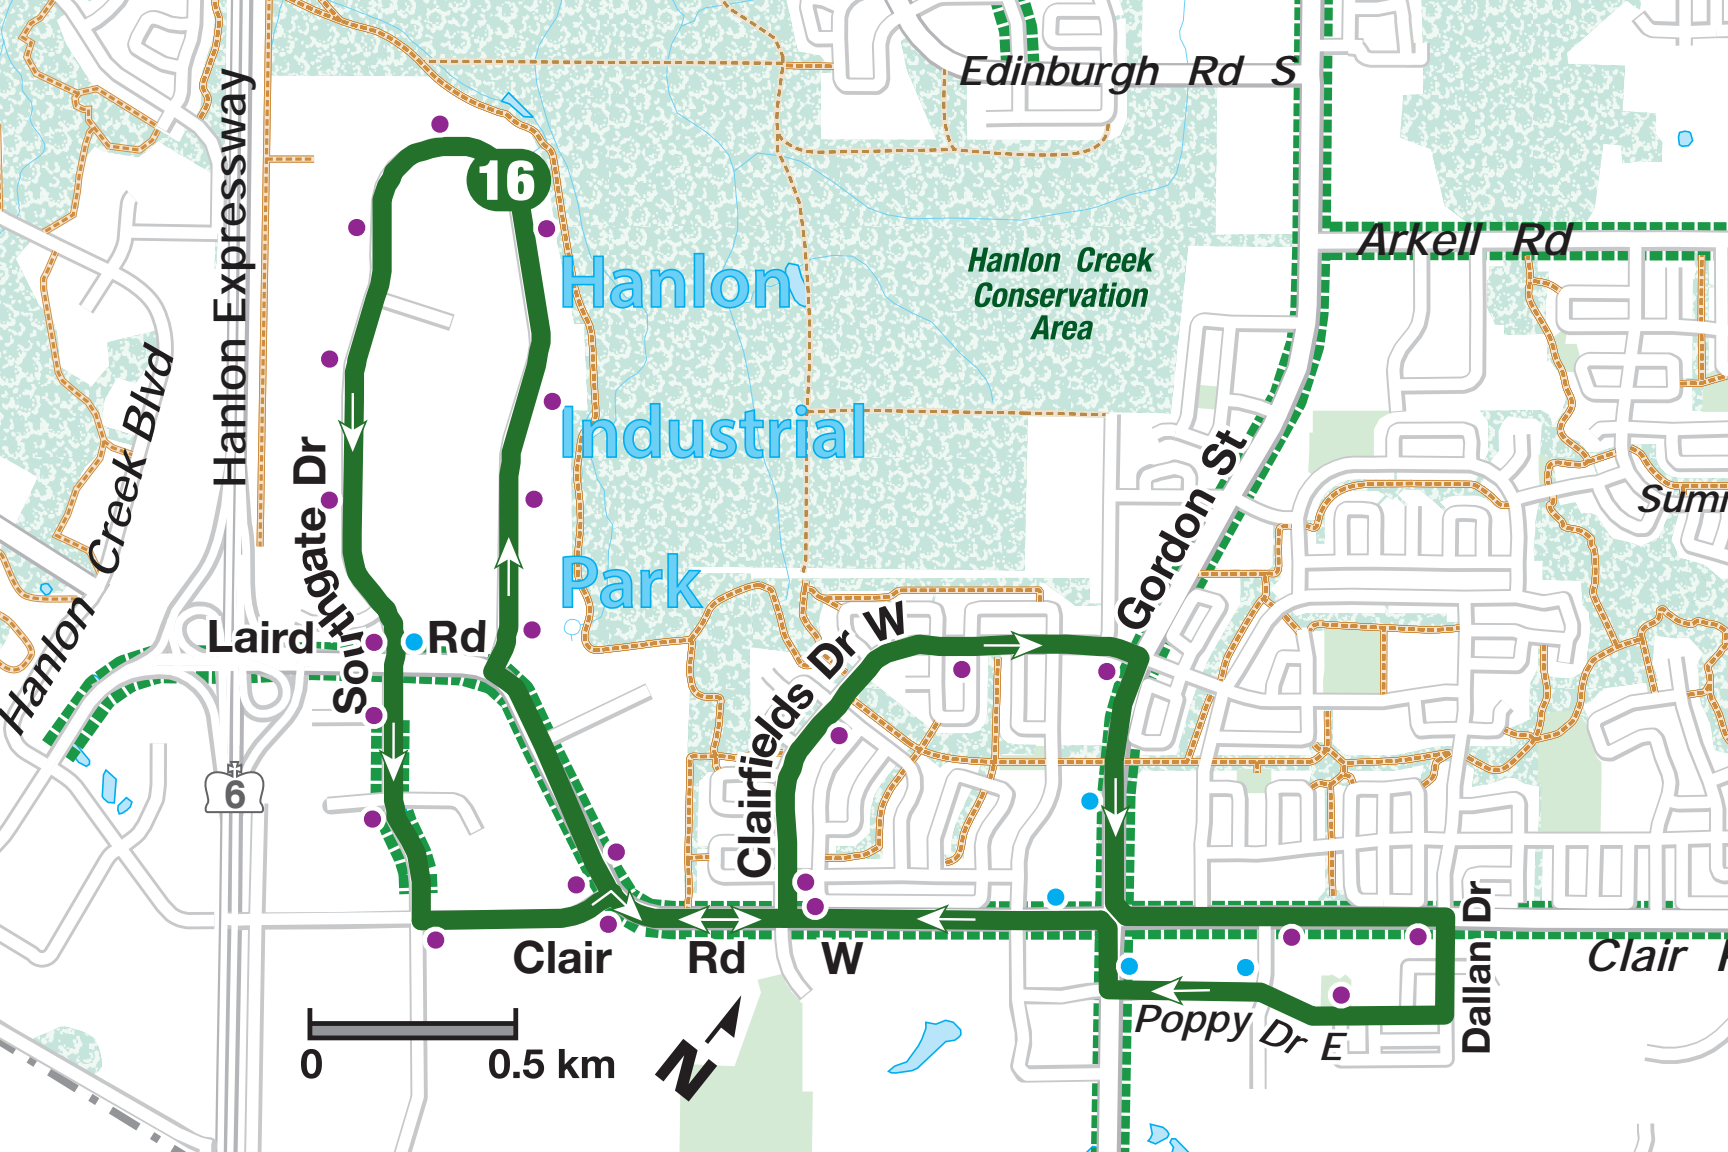 Edinburgh Rd S
Hanlon Expressway
16
Arkell Rd
Hanlon Creek
Conservation
Area
Hanlon
Industrial
Park
Hanlon Creek Blvd
Southgate Dr
Gordon St
Laird Rd
Clairfields Dr W
6
Clair Rd W
Clair
Dallan Dr
Poppy Dr E
0 0.5 km
N